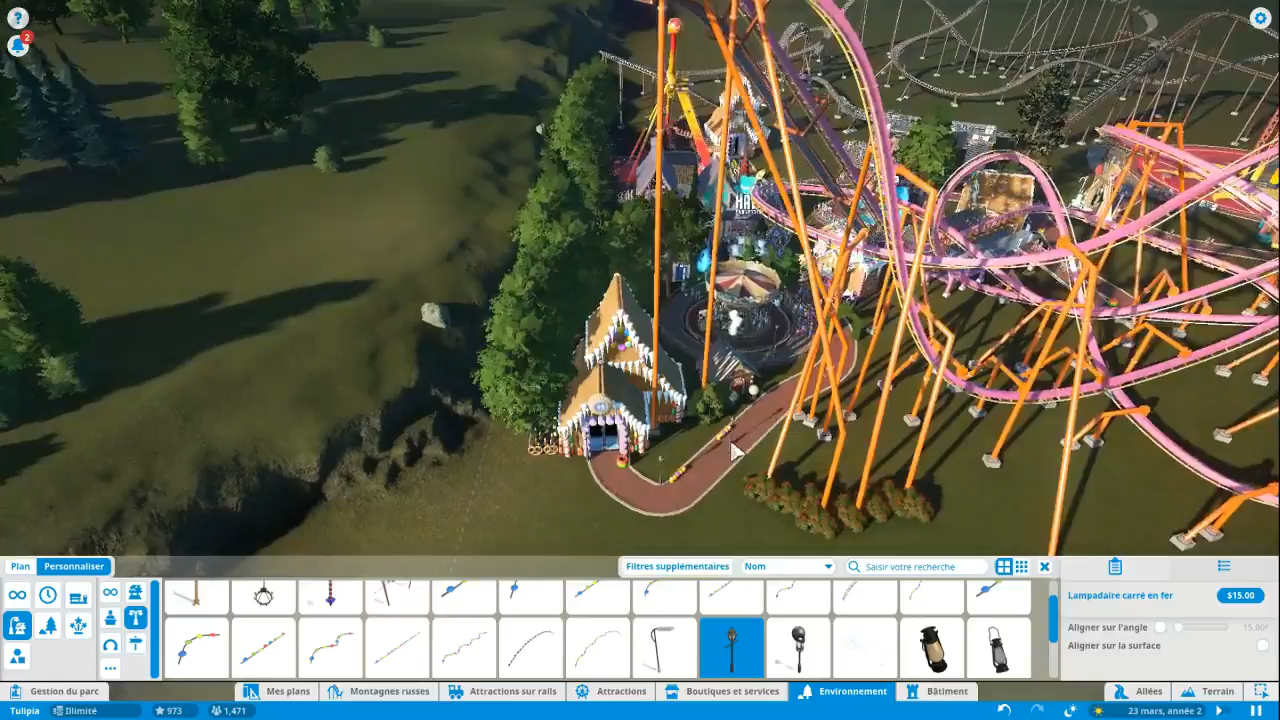 ?
2
HA
Plan
Personnaliser
Filtres supplémentaires
Nom
Saisir votre recherche
Lampadaire carré en fer
$15.00
Aligner sur l'angle
15.00°
Aligner sur la surface
Gestion du parc
Mes plans
Montagnes russes
Attractions sur rails
Attractions
Boutiques et services
Environnement
Bâtiment
Allées
Terrain
Tulipia
Illimité
973
1,471
23 mars, année 2